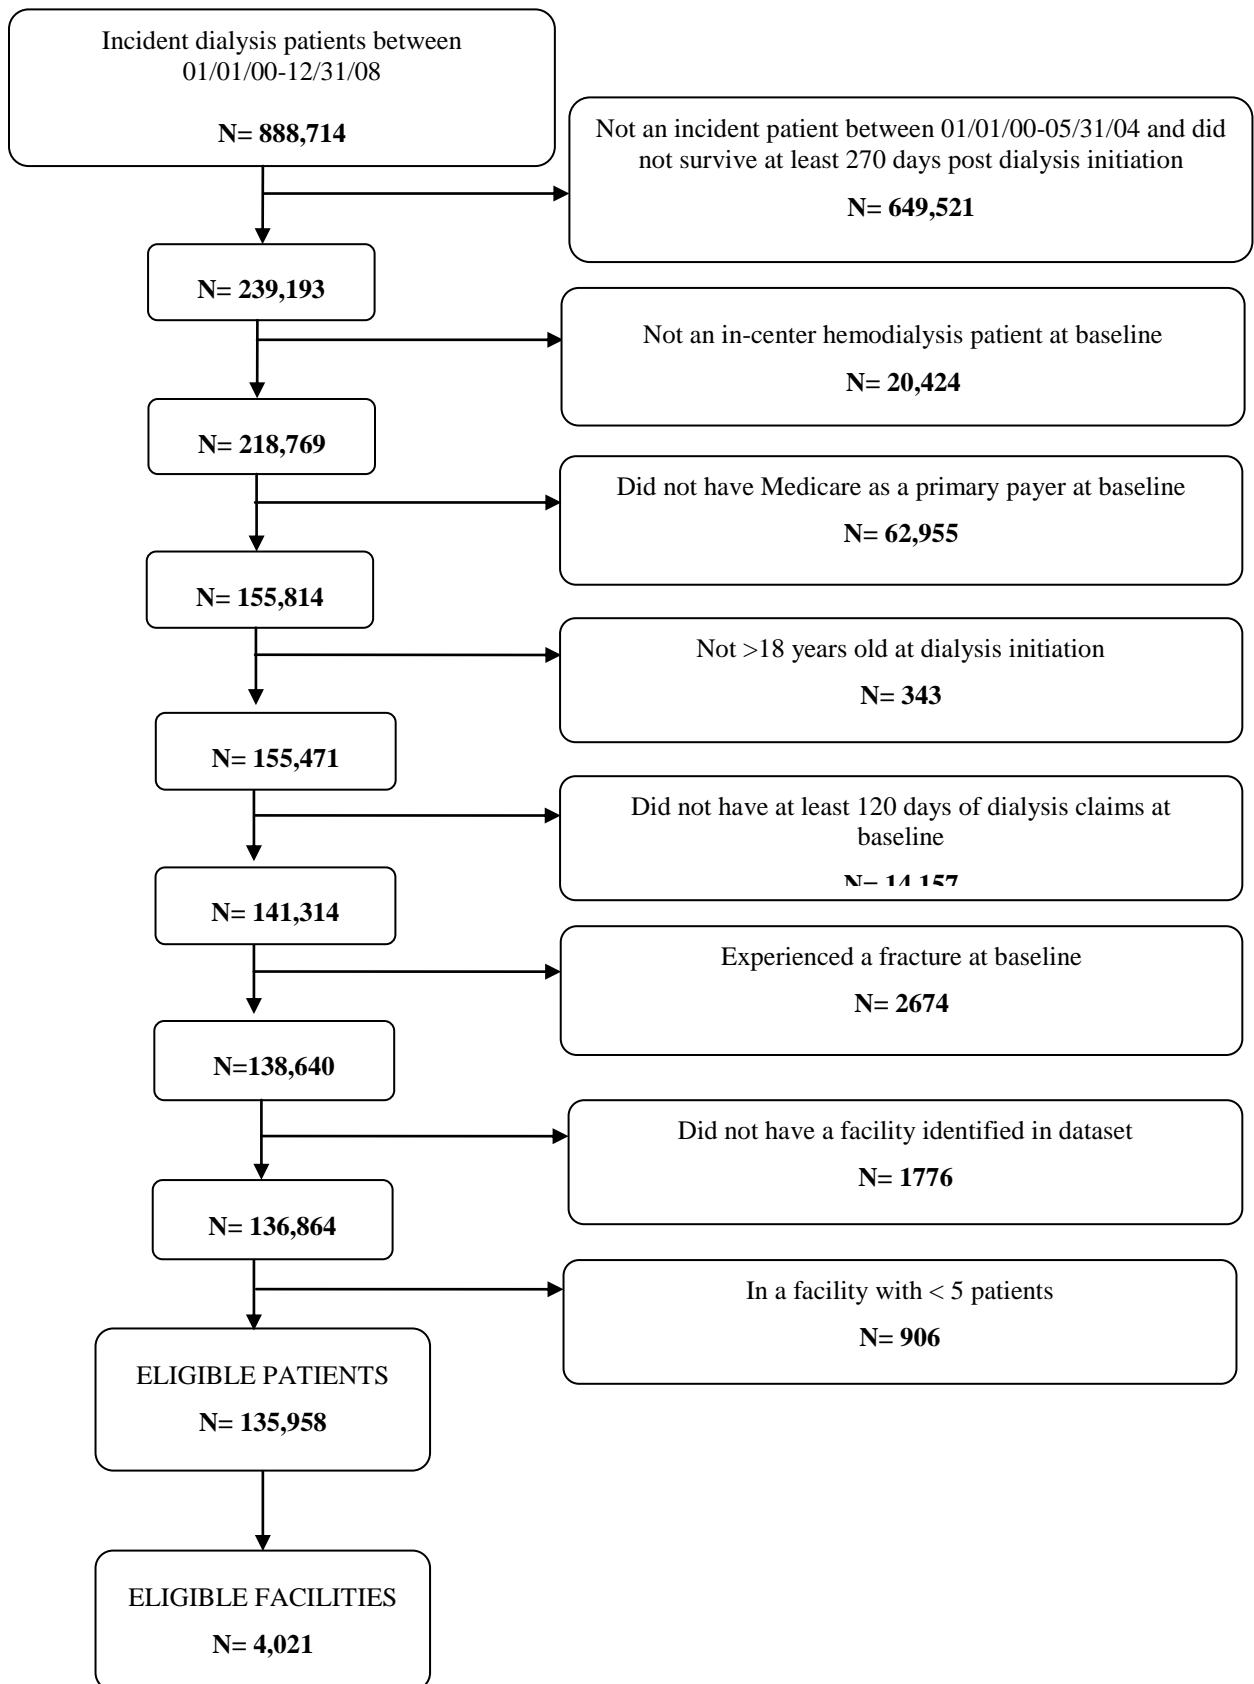 Incident dialysis patients between
01/01/00-12/31/08
N= 888,714
Not an incident patient between 01/01/00-05/31/04 and did
not survive at least 270 days post dialysis initiation
N= 649,521
N= 239,193
Not an in-center hemodialysis patient at baseline
N= 20,424
N= 218,769
Did not have Medicare as a primary payer at baseline
N= 62,955
N= 155,814
Not >18 years old at dialysis initiation
N= 343
N= 155,471
Did not have at least 120 days of dialysis claims at
baseline
N= 14,157
N= 141,314
Experienced a fracture at baseline
N= 2674
N=138,640
Did not have a facility identified in dataset
N= 1776
N= 136,864
In a facility with < 5 patients
N= 906
ELIGIBLE PATIENTS
N= 135,958
ELIGIBLE FACILITIES
N= 4,021